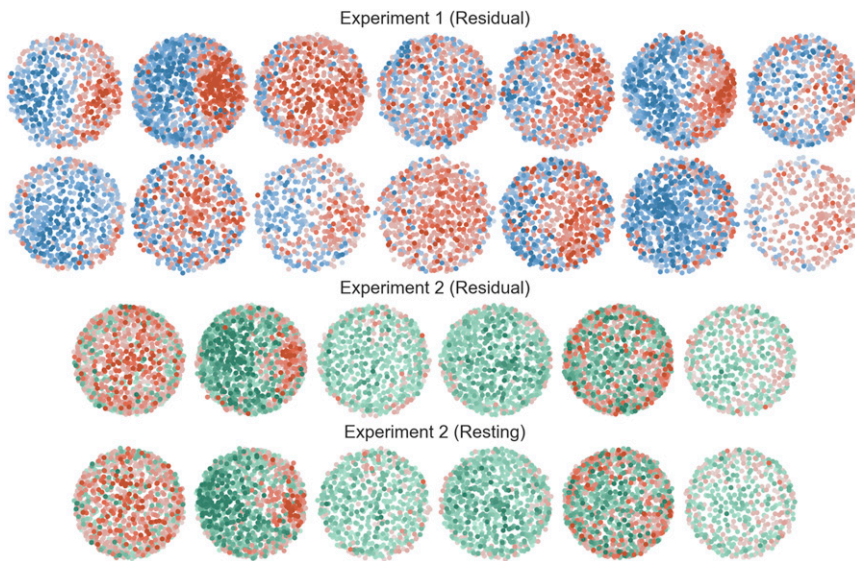 Experiment 1 (Residual)
Experiment 2 (Residual)
Experiment 2 (Resting)